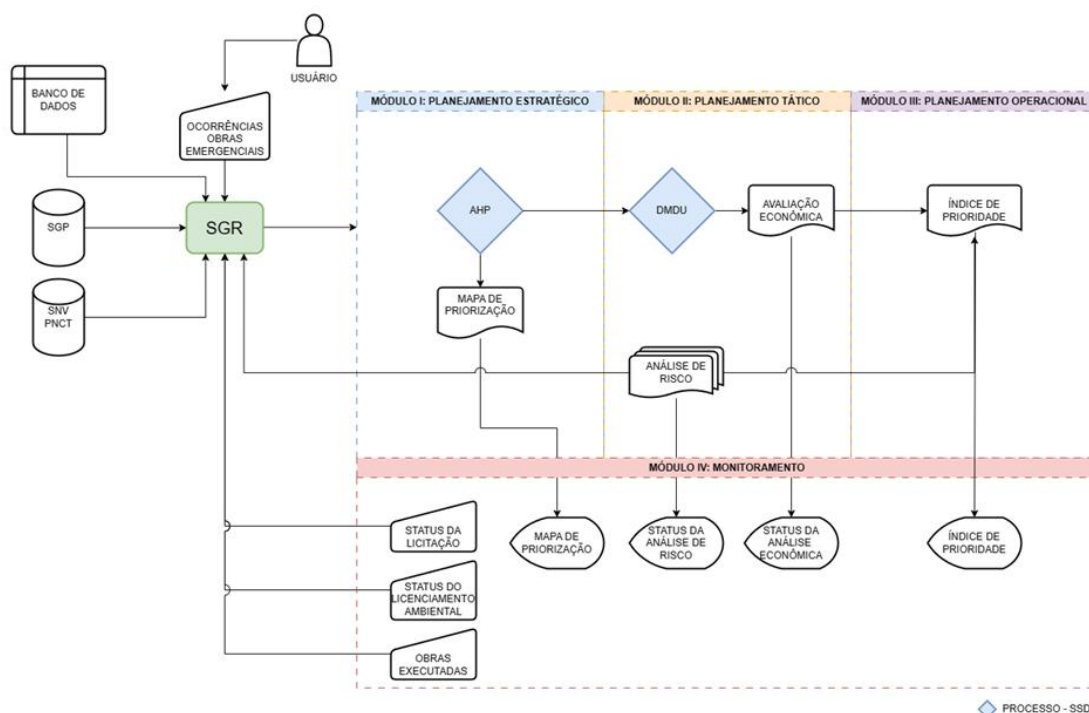 USUÁRIO
BANCO DE
DADOS
OCORRÊNCIAS
OBRAS
EMERGENCIAIS
SGP
SGR
SNV
PNCT
MÓDULO I: PLANEJAMENTO ESTRATÉGICO
MÓDULO II: PLANEJAMENTO TÁTICO
MÓDULO III: PLANEJAMENTO OPERACIONAL
AHP
DMDU
AVALIAÇÃO
ECONÔMICA
ÍNDICE DE
PRIORIDADE
MAPA DE
PRIORIZAÇÃO
ANÁLISE DE
RISCO
MÓDULO IV: MONITORAMENTO
STATUS DA
LICITAÇÃO
MAPA DE
PRIORIZAÇÃO
STATUS DA
ANÁLISE DE
RISCO
STATUS DA
ANÁLISE
ECONÔMICA
ÍNDICE DE
PRIORIDADE
STATUS DO
LICENCIAMENTO
AMBIENTAL
OBRAS
EXECUTADAS
PROCESSO - SSD